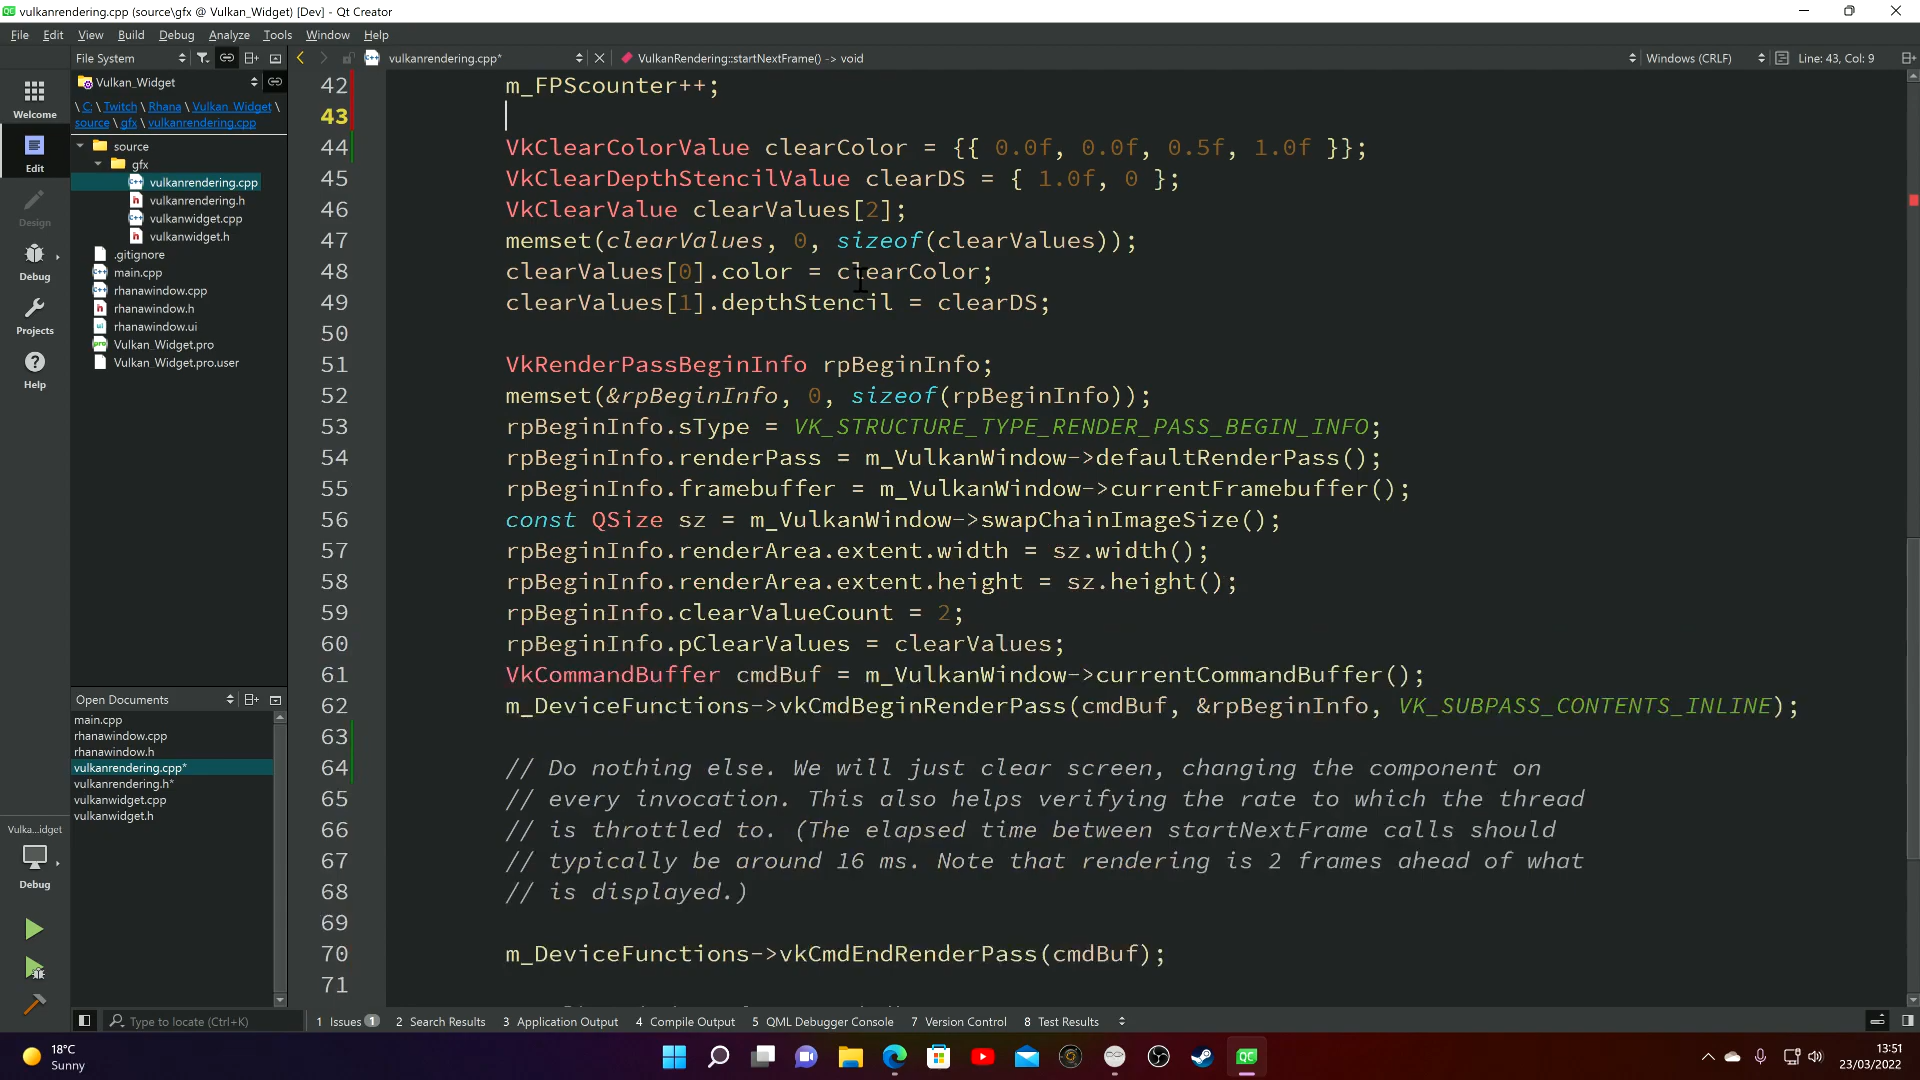 vulkanrendering.cpp (source\gfx @ Vulkan_Widget) [Dev] - Qt Creator
File Edit View Build Debug Analyze Tools Window Help
File System
vulkanrendering.cpp*
VulkanRendering::startNextFrame() -> void
Windows (CRLF)
Line: 43, Col: 9
Welcome
Edit
Design
Debug
Projects
Help
Vulka...idget
Debug
Vulkan_Widget
\ C: \ Twitch \ Rhana \ Vulkan_Widget \
source \ gfx \ vulkanrendering.cpp
source
gfx
vulkanrendering.cpp
vulkanrendering.h
vulkanwidget.cpp
vulkanwidget.h
.gitignore
main.cpp
rhanawindow.cpp
rhanawindow.h
rhanawindow.ui
Vulkan_Widget.pro
Vulkan_Widget.pro.user
Open Documents
main.cpp
rhanawindow.cpp
rhanawindow.h
vulkanrendering.cpp*
vulkanrendering.h*
vulkanwidget.cpp
vulkanwidget.h
42 m_FPScounter++;
43
44 VkClearColorValue clearColor = {{ 0.0f, 0.0f, 0.5f, 1.0f }};
45 VkClearDepthStencilValue clearDS = { 1.0f, 0 };
46 VkClearValue clearValues[2];
47 memset(clearValues, 0, sizeof(clearValues));
48 clearValues[0].color = clearColor;
49 clearValues[1].depthStencil = clearDS;
50
51 VkRenderPassBeginInfo rpBeginInfo;
52 memset(&rpBeginInfo, 0, sizeof(rpBeginInfo));
53 rpBeginInfo.sType = VK_STRUCTURE_TYPE_RENDER_PASS_BEGIN_INFO;
54 rpBeginInfo.renderPass = m_VulkanWindow->defaultRenderPass();
55 rpBeginInfo.framebuffer = m_VulkanWindow->currentFramebuffer();
56 const QSize sz = m_VulkanWindow->swapChainImageSize();
57 rpBeginInfo.renderArea.extent.width = sz.width();
58 rpBeginInfo.renderArea.extent.height = sz.height();
59 rpBeginInfo.clearValueCount = 2;
60 rpBeginInfo.pClearValues = clearValues;
61 VkCommandBuffer cmdBuf = m_VulkanWindow->currentCommandBuffer();
62 m_DeviceFunctions->vkCmdBeginRenderPass(cmdBuf, &rpBeginInfo, VK_SUBPASS_CONTENTS_INLINE);
63
64 // Do nothing else. We will just clear screen, changing the component on
65 // every invocation. This also helps verifying the rate to which the thread
66 // is throttled to. (The elapsed time between startNextFrame calls should
67 // typically be around 16 ms. Note that rendering is 2 frames ahead of what
68 // is displayed.)
69
70 m_DeviceFunctions->vkCmdEndRenderPass(cmdBuf);
71
Type to locate (Ctrl+K)
1 Issues 1
2 Search Results
3 Application Output
4 Compile Output
5 QML Debugger Console
7 Version Control
8 Test Results
18°C
Sunny
QC
13:51
23/03/2022